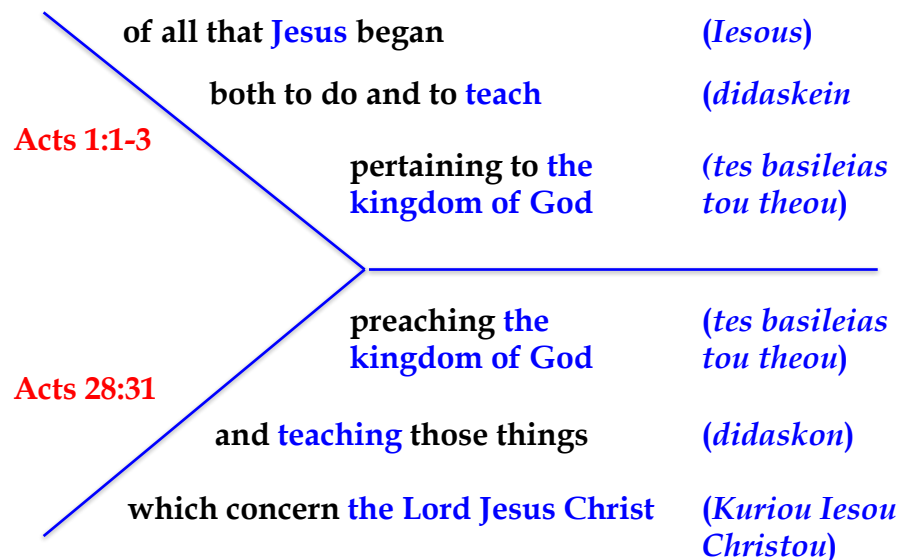 of all that Jesus began (Iesous)
both to do and to teach (didaskein
Acts 1:1-3
pertaining to the (tes basileias
kingdom of God tou theou)
preaching the (tes basileias
kingdom of God tou theou)
Acts 28:31
and teaching those things (didaskon)
which concern the Lord Jesus Christ (Kuriou Iesou
Christou)